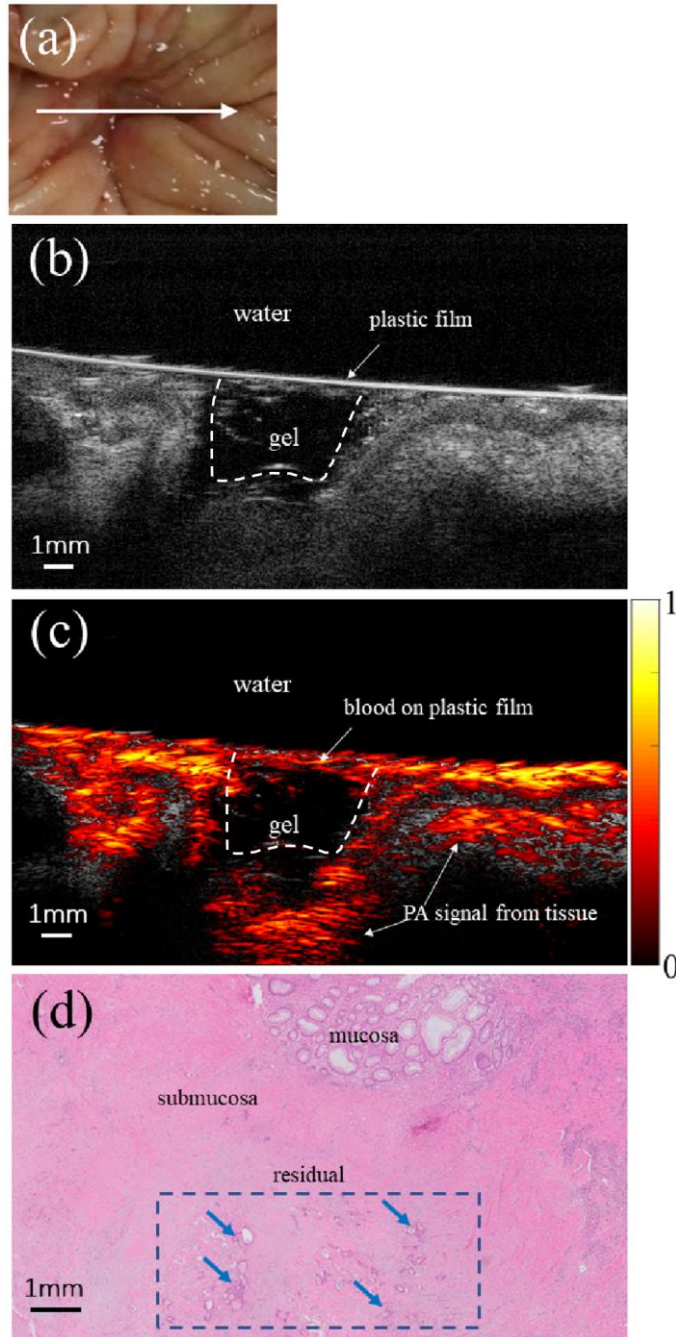 (a)
(b)
water
plastic film
gel
1mm
(c)
1
water
blood on plastic film
gel
PA signal from tissue
1mm
0
(d)
mucosa
submucosa
residual
1mm